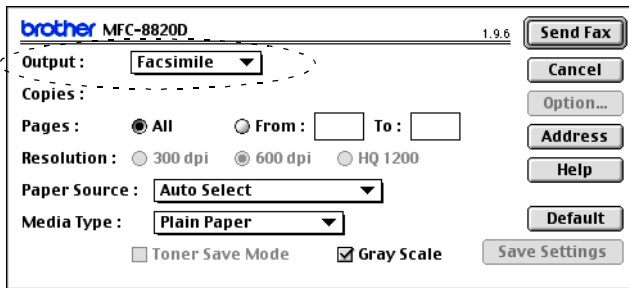 brother MFC-8820D 1.9.6 Send Fax
Output : Facsimile Cancel
Copies : Option...
Pages : All From : To : Address
Resolution : 300 dpi 600 dpi HQ 1200 Help
Paper Source : Auto Select
Media Type : Plain Paper Default
Toner Save Mode Gray Scale Save Settings